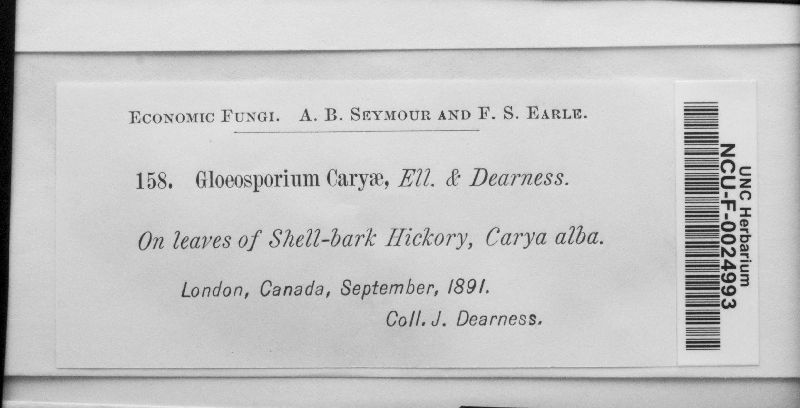 ECONOMIC FUNGI. A. B. SEYMOUR AND F. S. EARLE.
158. Gloeosporium Caryæ, Ell. & Dearness.
On leaves of Shell-bark Hickory, Carya alba.
London, Canada, September, 1891.
Coll. J. Dearness.
UNC Herbarium
NCU-F-0024993